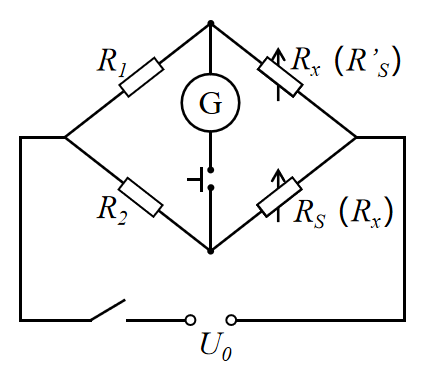 R1
Rx (R’S)
G
R2
RS (Rx)
U0